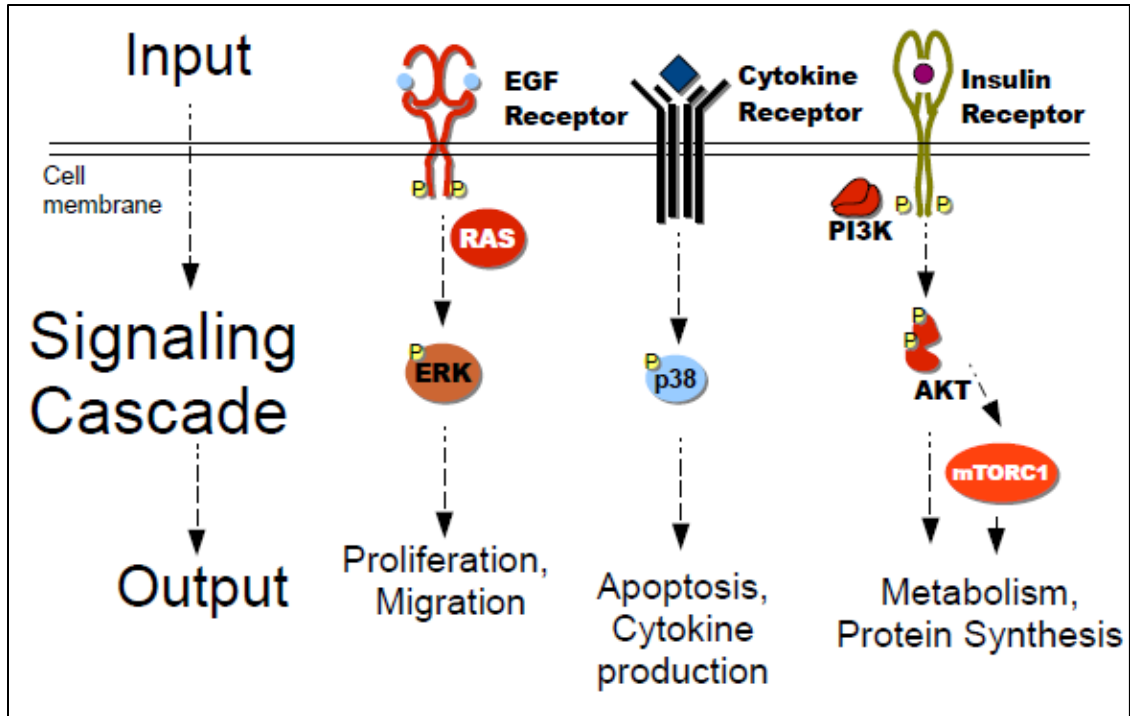 Input
EGF
Receptor
Cytokine
Receptor
Insulin
Receptor
Cell
membrane
P
P
PI3K
P
P
RAS
Signaling
Cascade
P
ERK
P
p38
P
P
AKT
mTORC1
Output
Proliferation,
Migration
Apoptosis,
Cytokine
production
Metabolism,
Protein Synthesis